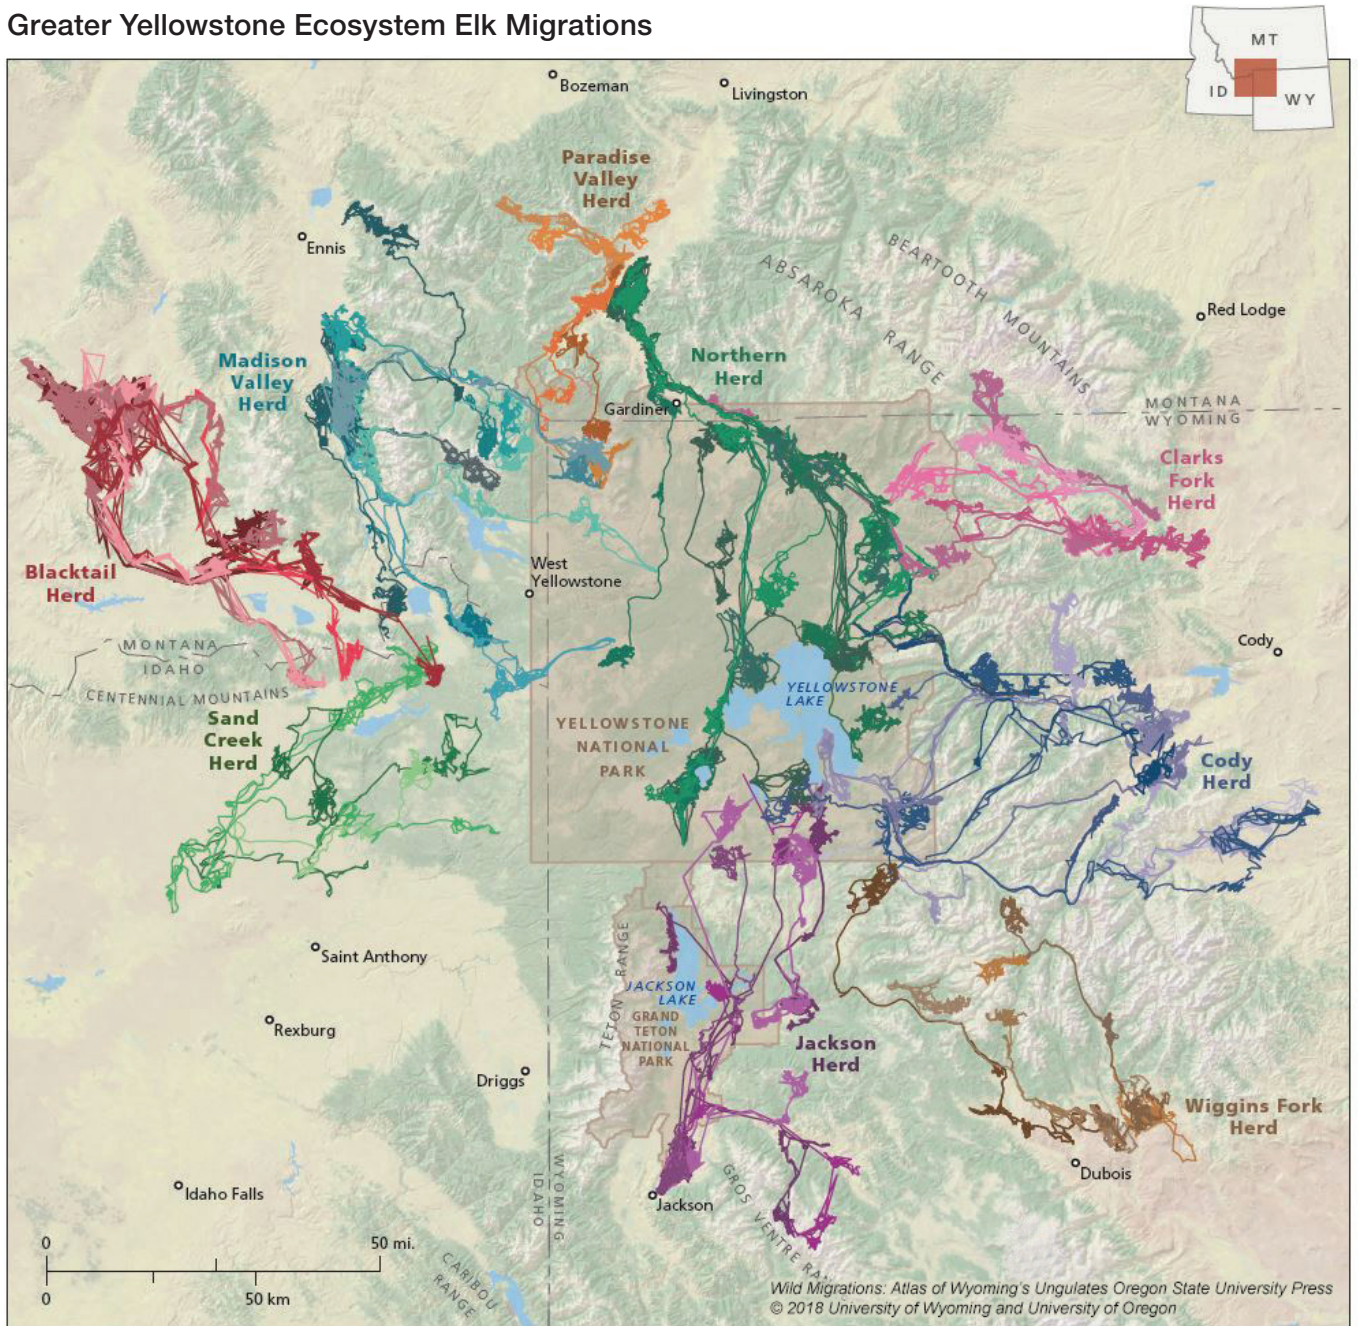 Greater Yellowstone Ecosystem Elk Migrations
MT
ID
WY
Bozeman
Livingston
Paradise
Valley
Herd
Ennis
BEARTOOTH MOUNTAINS
ABSAROKA RANGE
Red Lodge
Madison
Valley
Herd
Northern
Herd
Gardiner
MONTANA
WYOMING
Clarks
Fork
Herd
Blacktail
Herd
West
Yellowstone
MONTANA
IDAHO
CENTENNIAL MOUNTAINS
Cody
YELLOWSTONE
LAKE
Sand
Creek
Herd
YELLOWSTONE
NATIONAL
PARK
Cody
Herd
Saint Anthony
TETON RANGE
JACKSON
LAKE
GRAND
TETON
NATIONAL
PARK
Rexburg
Jackson
Herd
Driggs
Wiggins Fork
Herd
Dubois
Idaho Falls
IDAHO
WYOMING
Jackson
GROS VENTRE RA
0
50 mi.
0
50 km
CARIBOU
RANGE
Wild Migrations: Atlas of Wyoming's Ungulates Oregon State University Press
© 2018 University of Wyoming and University of Oregon